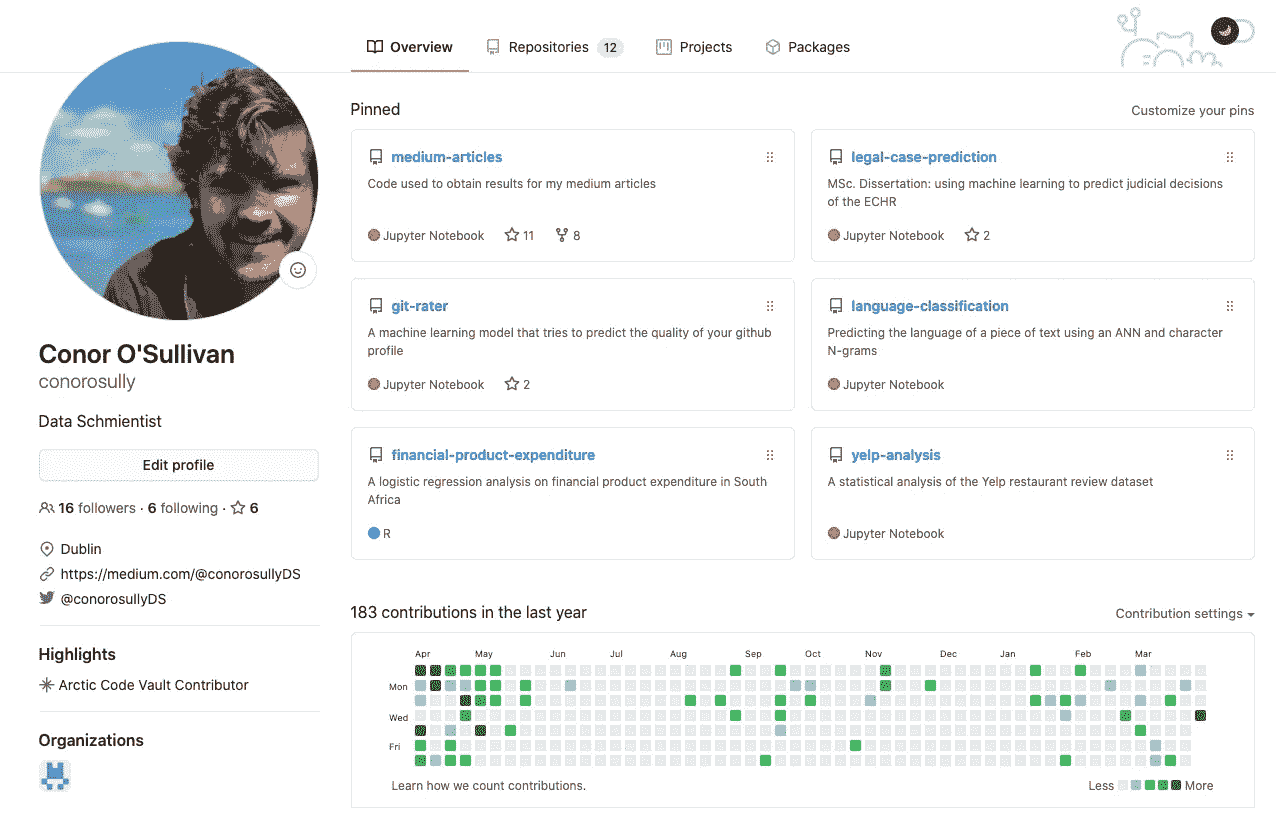 Overview
Repositories 12
Projects
Packages
Conor O'Sullivan
conorosully
Data Schmientist
Edit profile
16 followers · 6 following · 6
Dublin
https://medium.com/@conorosullyDS
@conorosullyDS
Highlights
Arctic Code Vault Contributor
Organizations
Pinned
Customize your pins
medium-articles
Code used to obtain results for my medium articles
Jupyter Notebook 11 8
legal-case-prediction
MSc. Dissertation: using machine learning to predict judicial decisions
of the ECHR
Jupyter Notebook 2
git-rater
A machine learning model that tries to predict the quality of your github
profile
Jupyter Notebook 2
language-classification
Predicting the language of a piece of text using an ANN and character
N-grams
Jupyter Notebook
financial-product-expenditure
A logistic regression analysis on financial product expenditure in South
Africa
R
yelp-analysis
A statistical analysis of the Yelp restaurant review dataset
Jupyter Notebook
183 contributions in the last year
Contribution settings
Apr May Jun Jul Aug Sep Oct Nov Dec Jan Feb Mar
Mon
Wed
Fri
Learn how we count contributions.
Less More